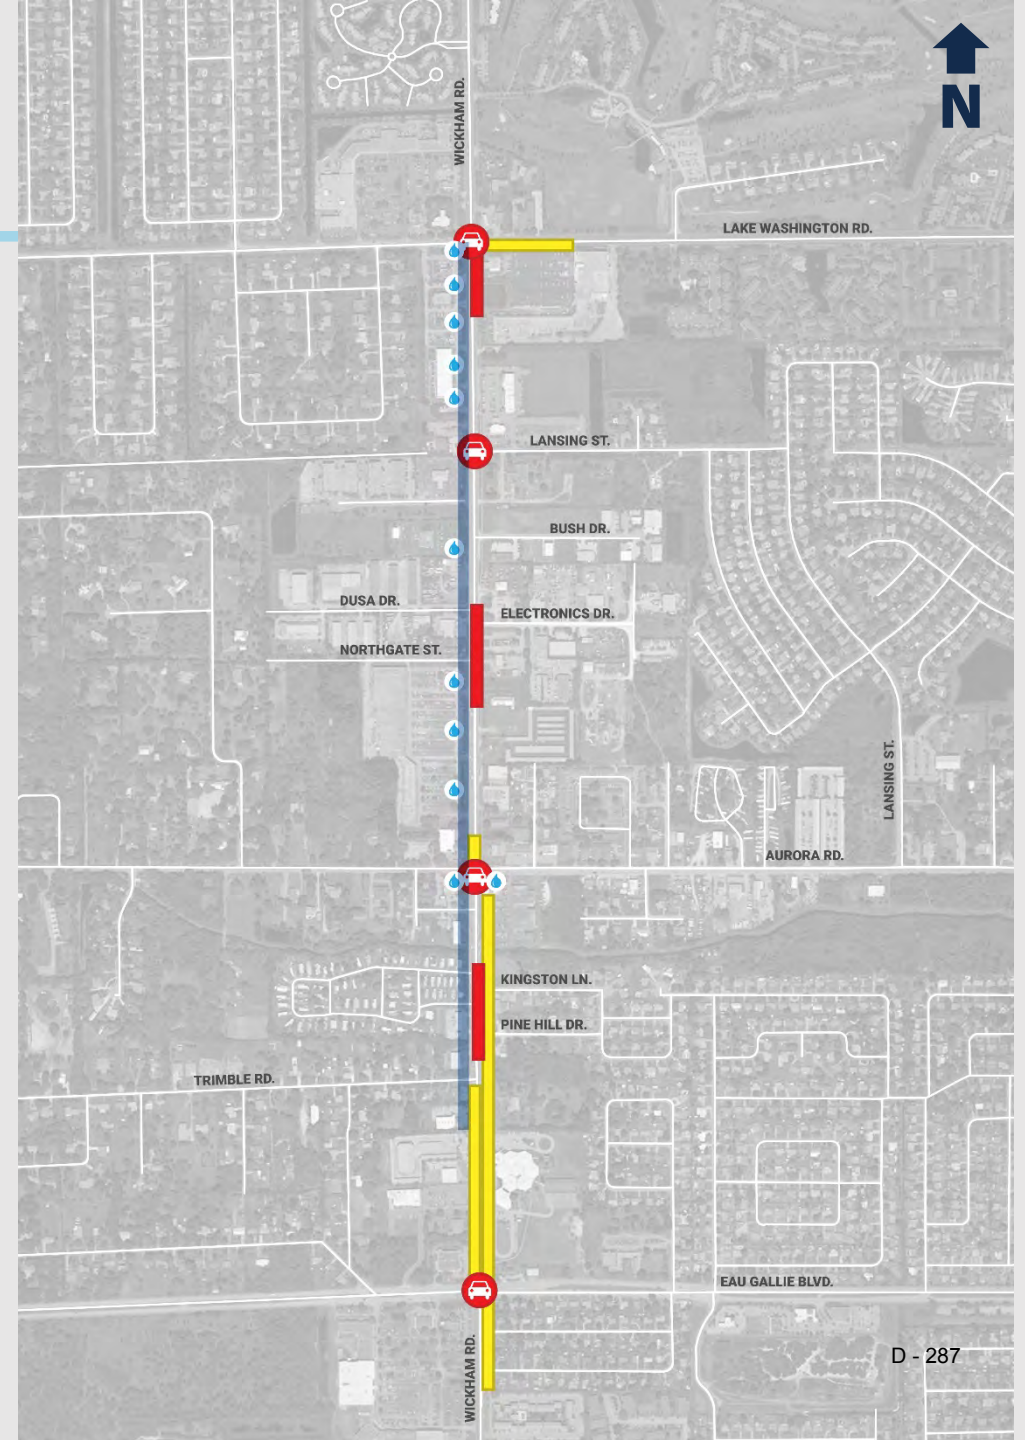 N
WICKHAM RD.
LAKE WASHINGTON RD.
LANSING ST.
BUSH DR.
DUSA DR.
ELECTRONICS DR.
NORTHGATE ST.
LANSING ST.
AURORA RD.
KINGSTON LN.
PINE HILL DR.
TRIMBLE RD.
EAU GALLIE BLVD.
WICKHAM RD.
D - 287